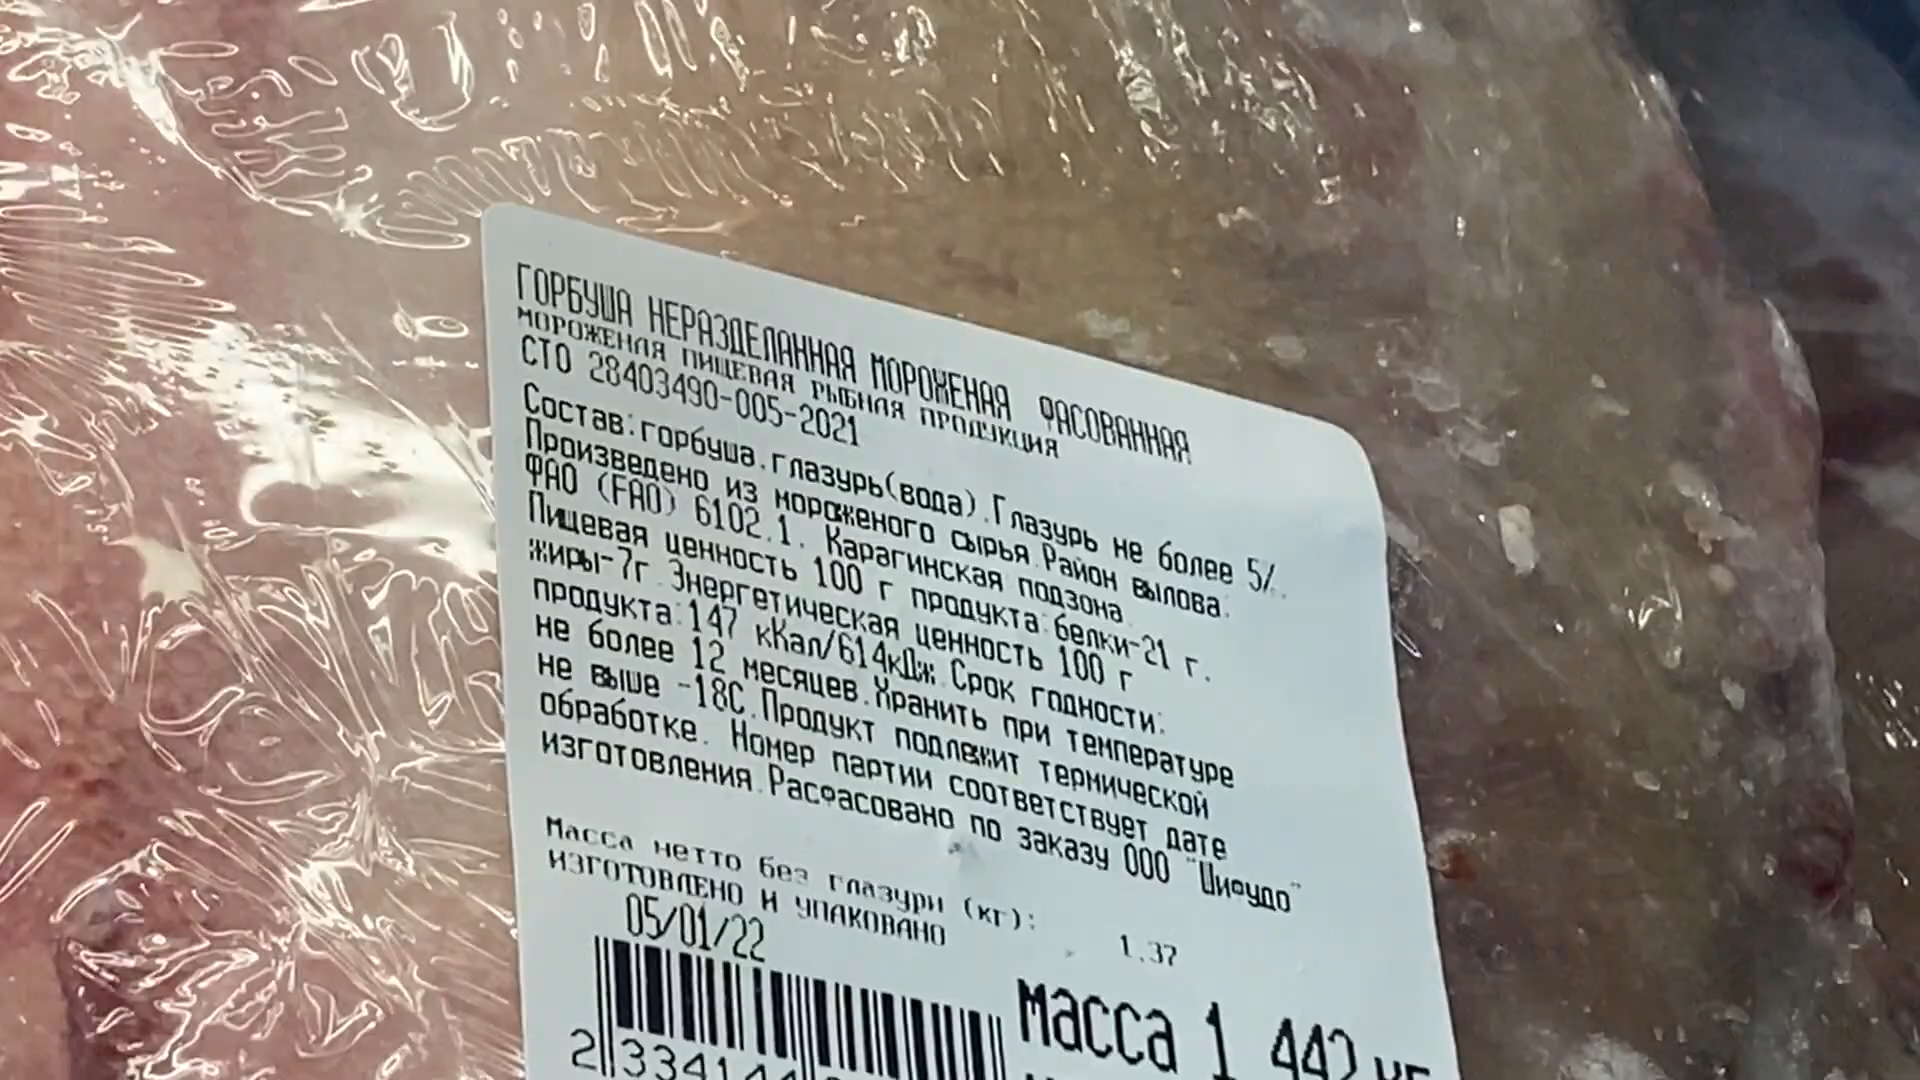 ГОРБУША НЕРАЗДЕЛАННАЯ МОРОЖЕНАЯ ФАСОВАННАЯ
МОРОЖЕНАЯ ПИЩЕВАЯ РЫБНАЯ ПРОДУКЦИЯ
СТО 28403490-005-2021
Состав:горбуша.глазурь(вода).Глазурь не более 5%.
Произведено из мороженого сырья.Район вылова:
ФАО (FAO) 6102.1. Карагинская подзона.
Пищевая ценность 100 г продукта:белки-21 г.
жиры-7г.Энергетическая ценность 100 г
продукта:147 кКал/614кДж.Срок годности:
не более 12 месяцев.Хранить при температуре
не выше -18С.Продукт подлежит термической
обработке. Номер партии соответствует дате
изготовления.Расфасовано по заказу ООО "Цифудо"
Масса нетто без глазури (кг): 1.37
ИЗГОТОВЛЕНО И УПАКОВАНО
05/01/22
масса 1 442 кг